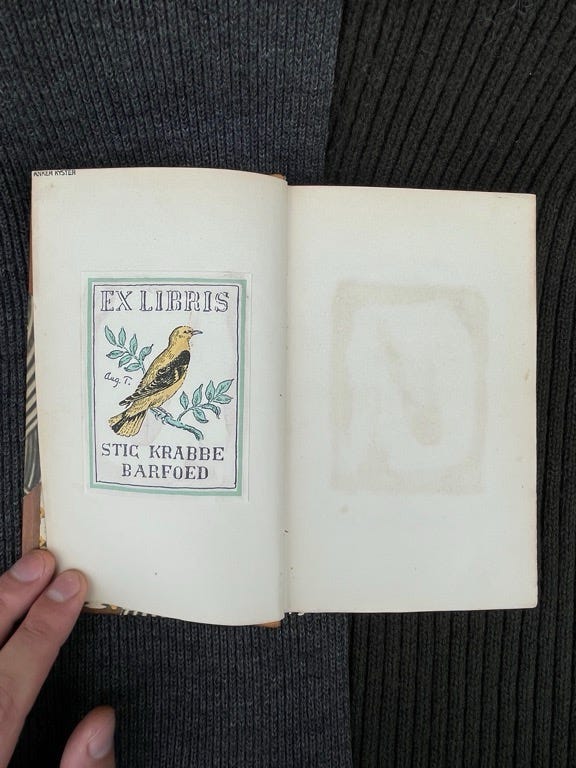 ANKER KYSTER
EX LIBRIS
Aug. T.
STIG KRABBE
BARFOED